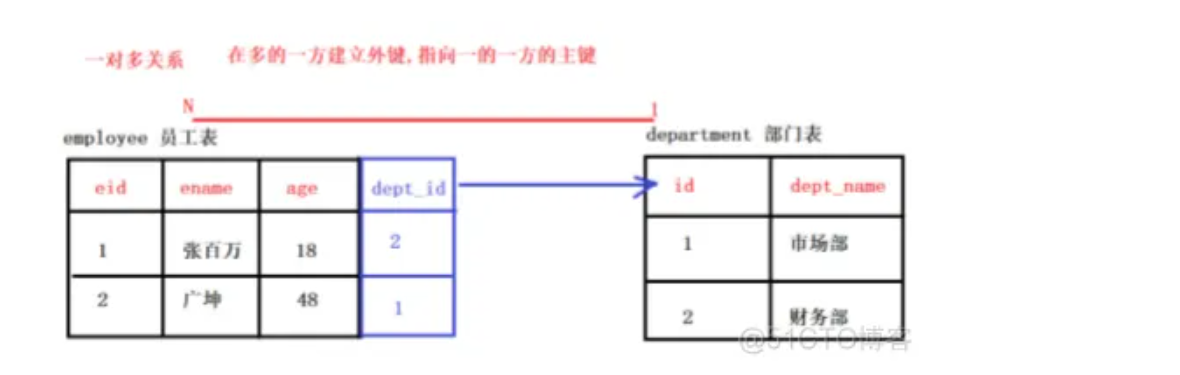 一对多关系 在多的一方建立外键,指向一的一方的主键
N 1
employee 员工表 department 部门表
eid ename age dept_id id dept_name
1 张百万 18 2 1 市场部
2 广坤 48 1 2 财务部
@51CTO博客